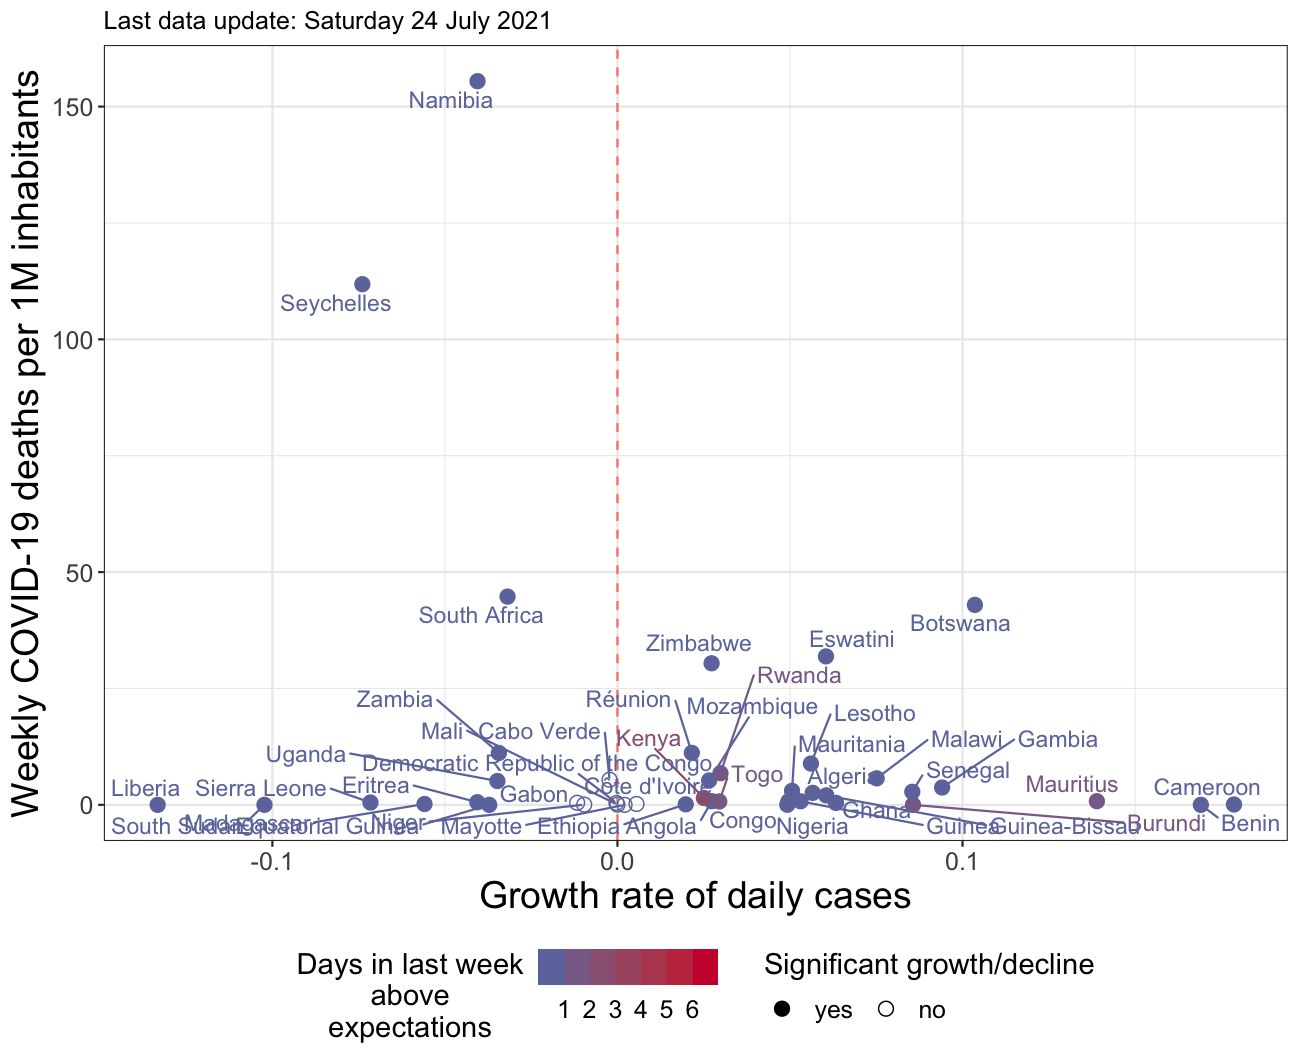 Last data update: Saturday 24 July 2021
Weekly COVID-19 deaths per 1M inhabitants
150
Namibia
Seychelles
100
50
South Africa
Botswana
Zimbabwe
Eswatini
Rwanda
Zambia
Réunion
Mozambique
Lesotho
Mali
Cabo Verde
Kenya
Mauritania
Malawi
Gambia
Uganda
Democratic Republic of the Congo
Togo
Algeria
Senegal
Liberia
Sierra Leone
Eritrea
Gabon
Côte d'Ivoire
Mauritius
Cameroon
0
Ghana
South Sudan
Madagascar
Equatorial Guinea
Niger
Mayotte
Ethiopia
Angola
Congo
Nigeria
Guinea
Guinea-Bissau
Burundi
Benin
-0.1
0.0
0.1
Growth rate of daily cases
Days in last week
above
expectations
1 2 3 4 5 6
Significant growth/decline
yes
no